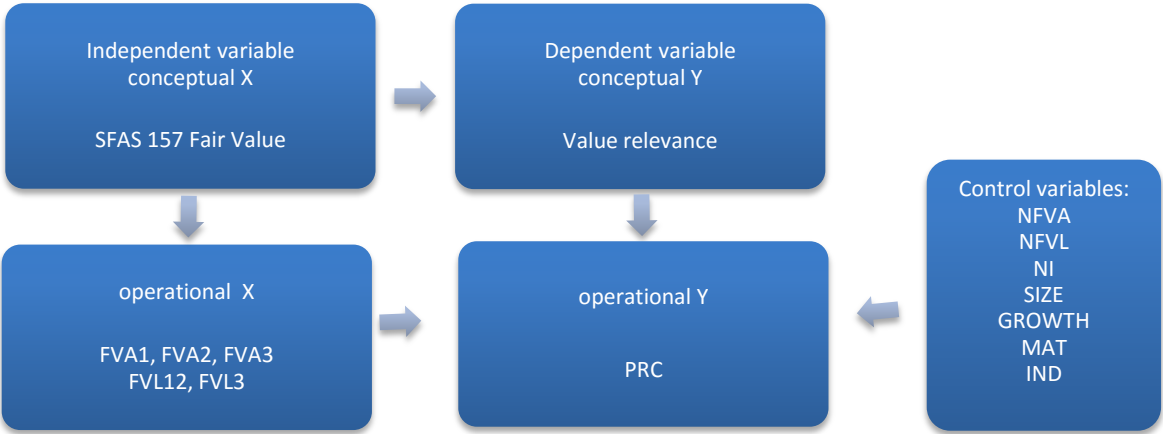 Independent variable
conceptual X
SFAS 157 Fair Value
Dependent variable
conceptual Y
Value relevance
operational X
FVA1, FVA2, FVA3
FVL12, FVL3
operational Y
PRC
Control variables:
NFVA
NFVL
NI
SIZE
GROWTH
MAT
IND